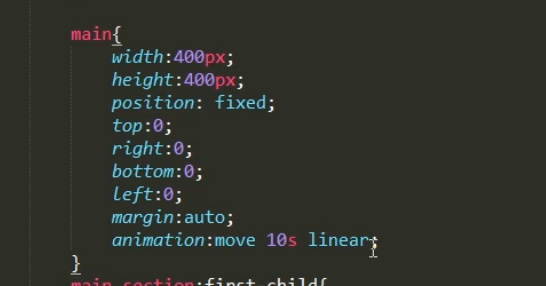 main{
width:400px;
height:400px;
position: fixed;
top:0;
right:0;
bottom:0;
left:0;
margin:auto;
animation:move 10s linear;
}
main section:first-child{